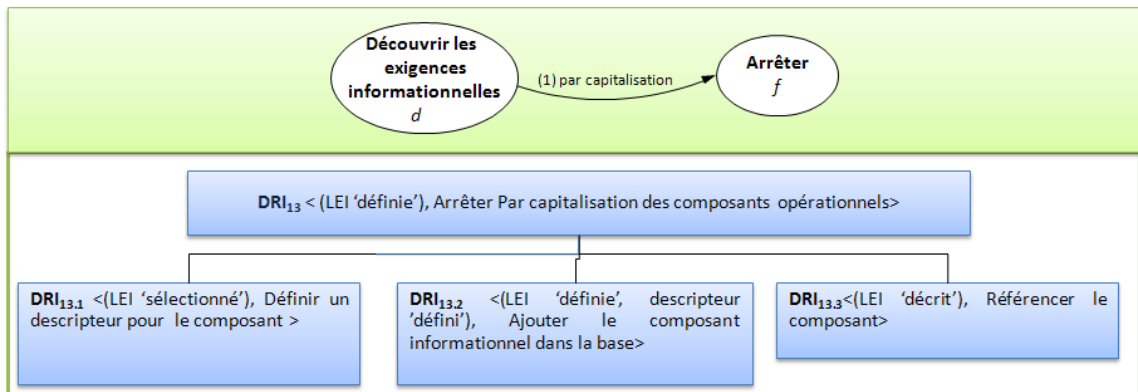 Découvrir les
exigences
informationnelles
d
(1) par capitalisation
Arrêter
f
DRI13 < (LEI ‘définie’), Arrêter Par capitalisation des composants opérationnels>
DRI13.1 <(LEI ‘sélectionné’), Définir un
descripteur pour le composant >
DRI13.2 <(LEI ‘définie’, descripteur
’défini’), Ajouter le composant
informationnel dans la base>
DRI13.3<(LEI ‘décrit’), Référencer le
composant>